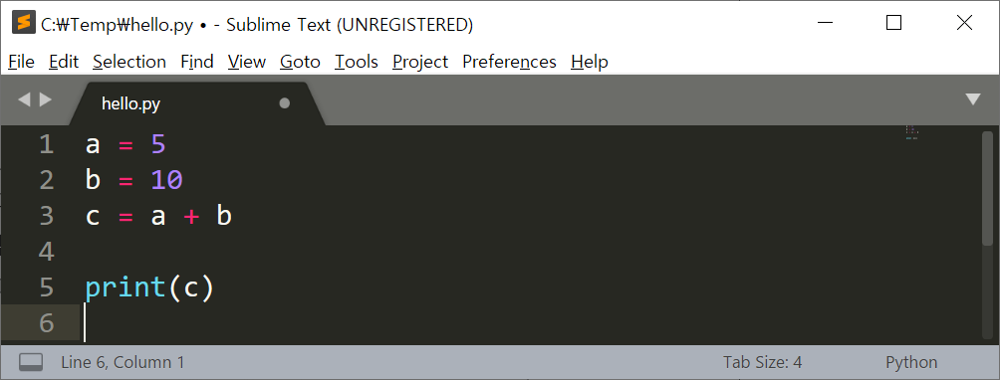 C:₩Temp₩hello.py • - Sublime Text (UNREGISTERED)
File Edit Selection Find View Goto Tools Project Preferences Help
hello.py
1 a = 5
2 b = 10
3 c = a + b
4
5 print(c)
6
Line 6, Column 1 Tab Size: 4 Python